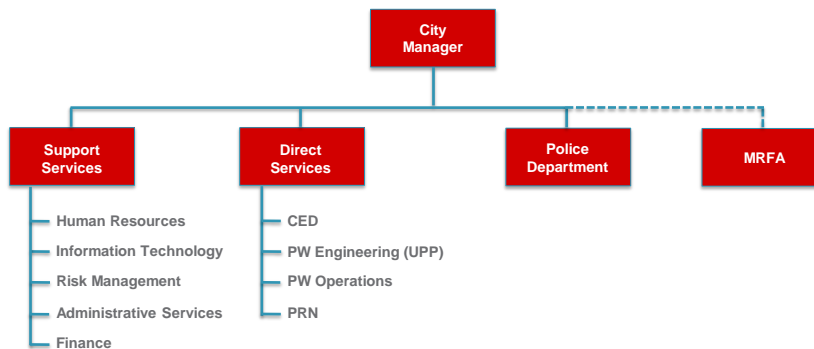 City
Manager
Support
Services
Direct
Services
Police
Department
MRFA
Human Resources
Information Technology
Risk Management
Administrative Services
Finance
CED
PW Engineering (UPP)
PW Operations
PRN